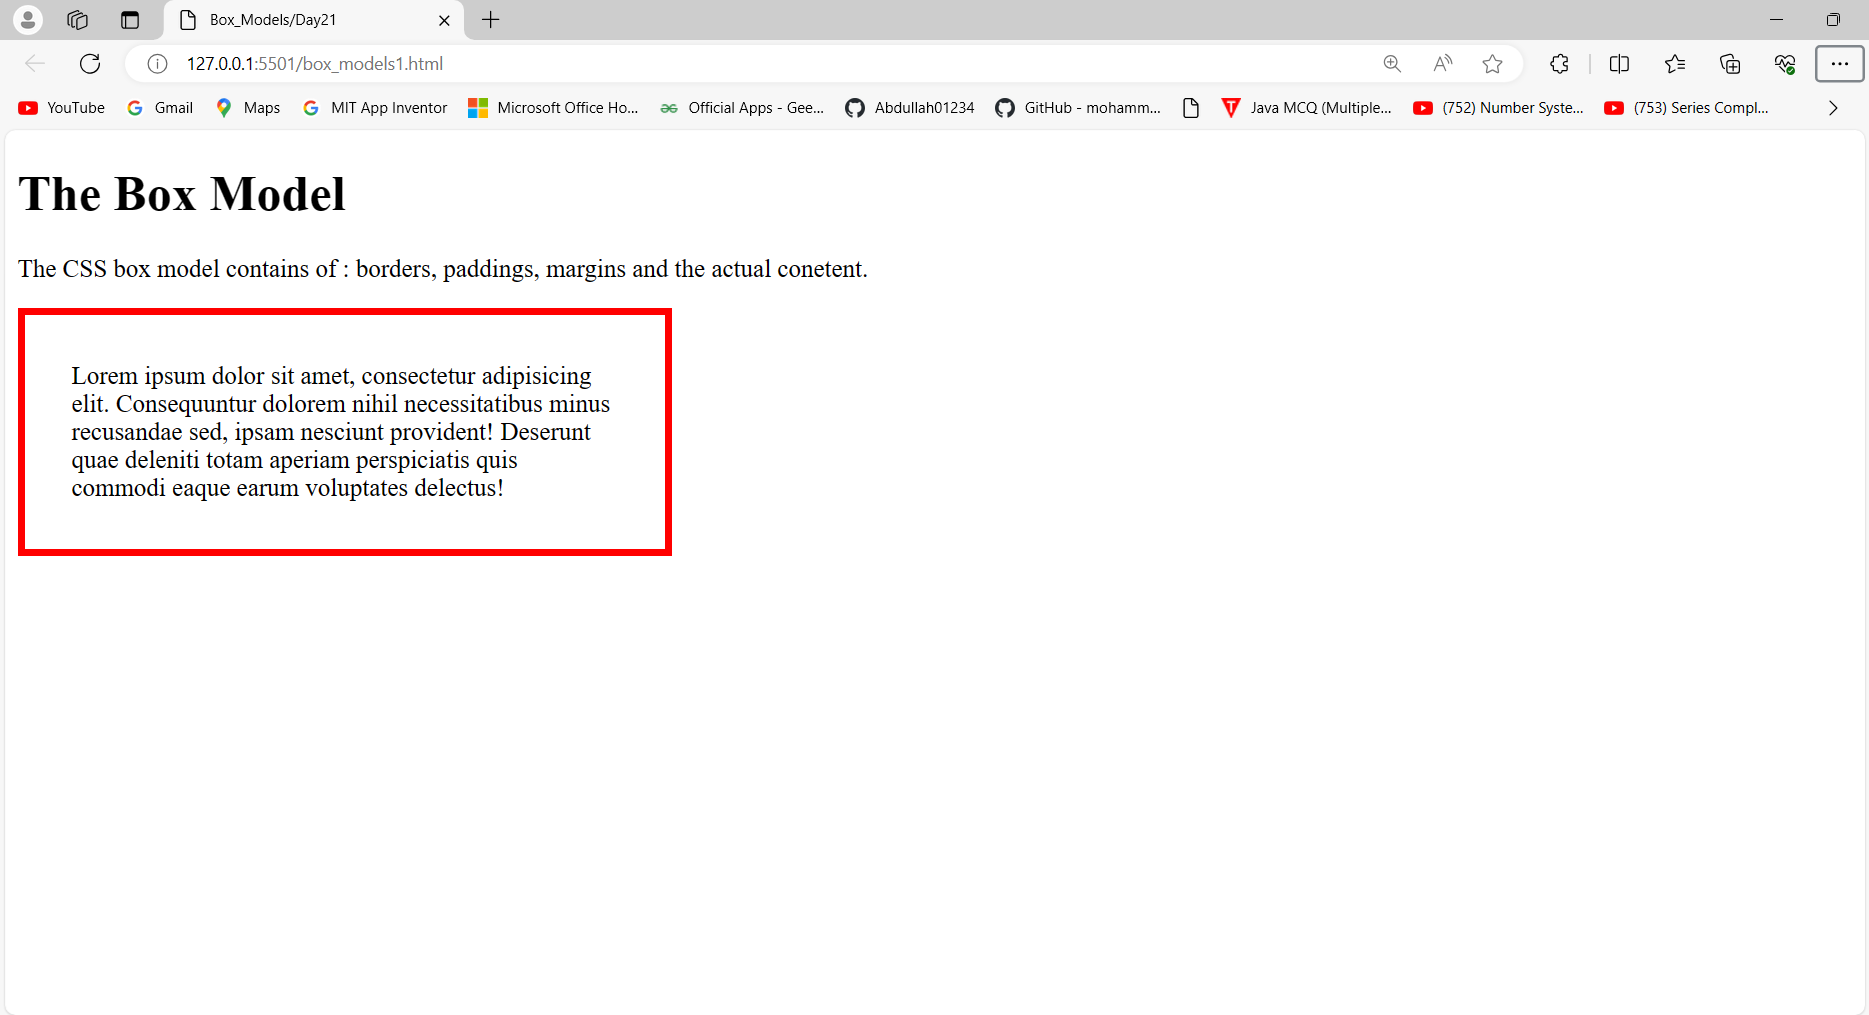 Box_Models/Day21
127.0.0.1:5501/box_models1.html
YouTube Gmail Maps MIT App Inventor Microsoft Office Ho... Official Apps - Gee... Abdullah01234 GitHub - mohamm... Java MCQ (Multiple... (752) Number Syste... (753) Series Compl...
The Box Model
The CSS box model contains of : borders, paddings, margins and the actual conetent.
Lorem ipsum dolor sit amet, consectetur adipisicing
elit. Consequuntur dolorem nihil necessitatibus minus
recusandae sed, ipsam nesciunt provident! Deserunt
quae deleniti totam aperiam perspiciatis quis
commodi eaque earum voluptates delectus!